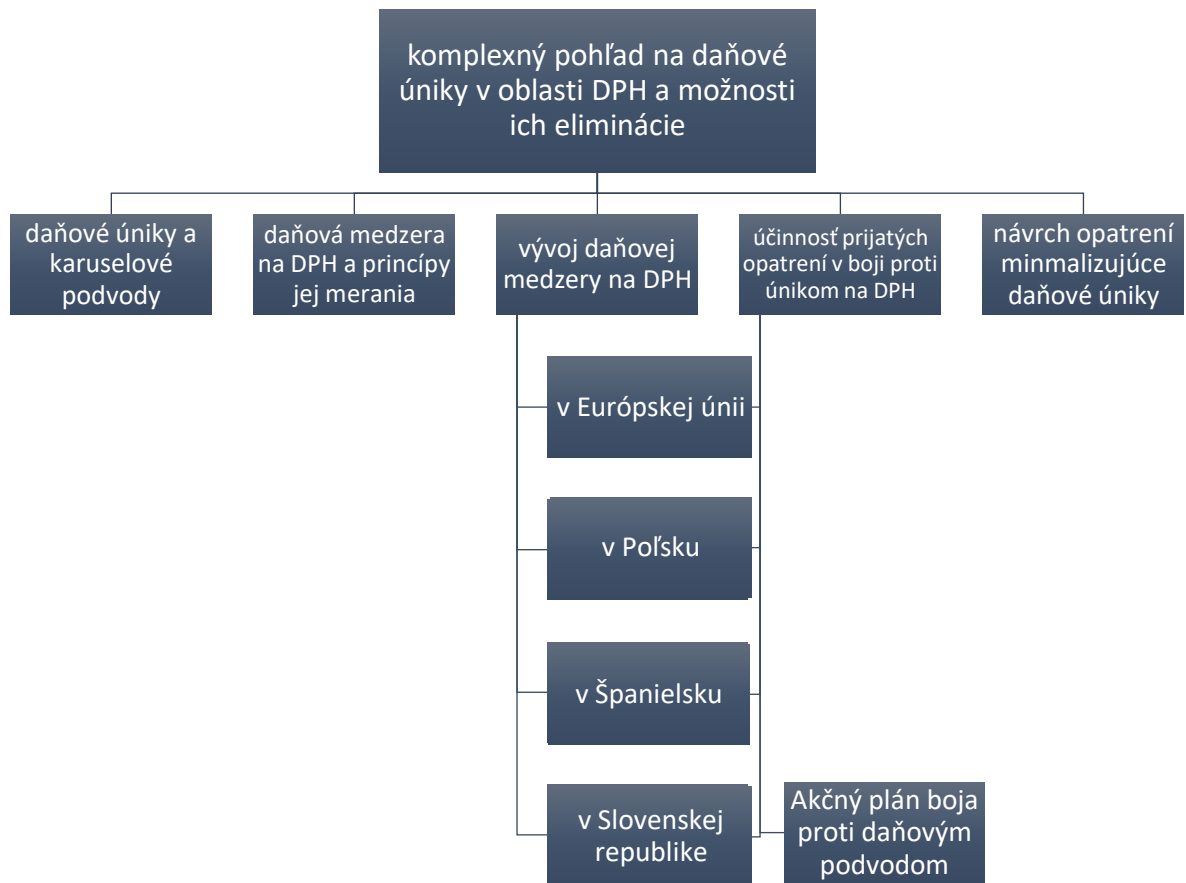 komplexný pohľad na daňové
úniky v oblasti DPH a možnosti
ich eliminácie
daňové úniky a
karuselové
podvody
daňová medzera
na DPH a princípy
jej merania
vývoj daňovej
medzery na DPH
účinnosť prijatých
opatrení v boji proti
únikom na DPH
návrch opatrení
minmalizujúce
daňové úniky
v Európskej únii
v Poľsku
v Španielsku
v Slovenskej
republike
Akčný plán boja
proti daňovým
podvodom